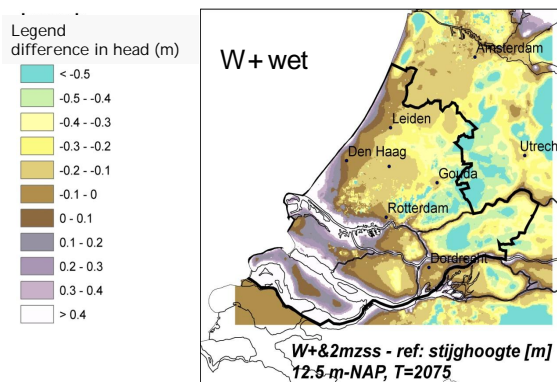 Legend
difference in head (m)
< -0.5
-0.5 - -0.4
-0.4 - -0.3
-0.3 - -0.2
-0.2 - -0.1
-0.1 - 0
0 - 0.1
0.1 - 0.2
0.2 - 0.3
0.3 - 0.4
> 0.4
W+ wet
Amsterdam
Leiden
Den Haag
Utrech
Gouda
Rotterdam
Dordrecht
W+&2mzss - ref: stijghoogte [m]
12.5 m-NAP, T=2075